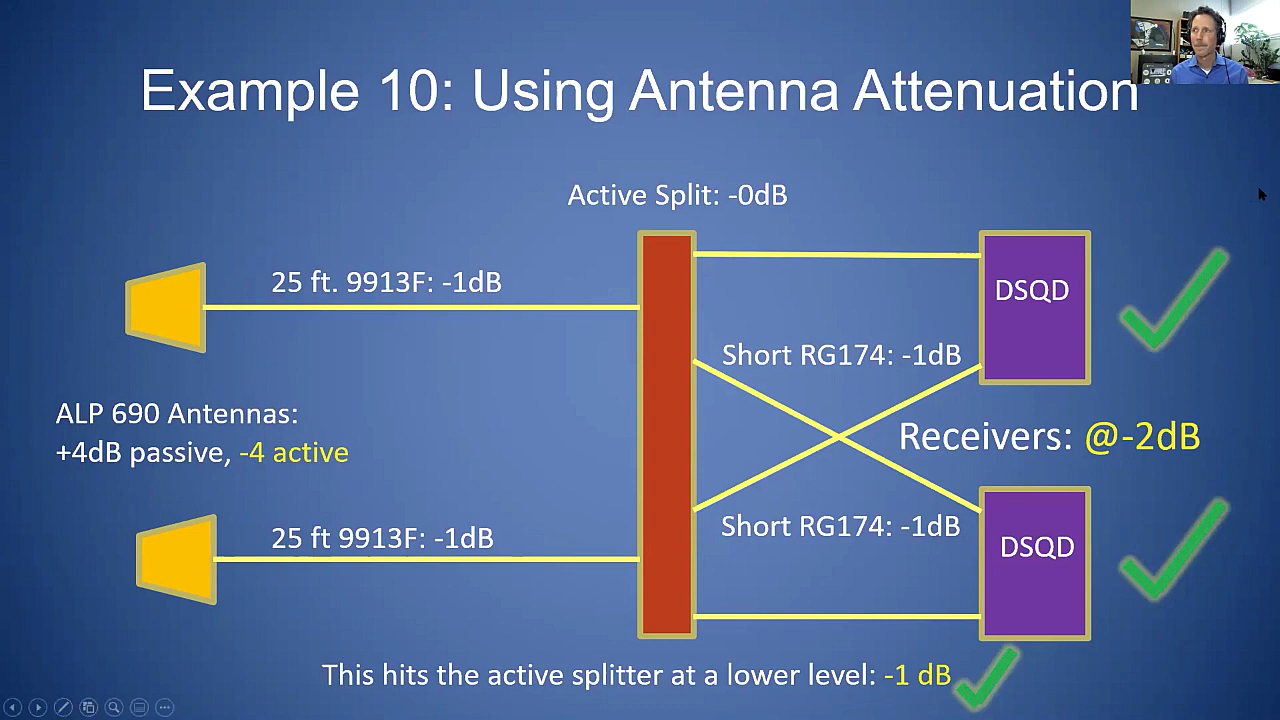 Example 10: Using Antenna Attenuation
Active Split: -0dB
25 ft. 9913F: -1dB
DSQD
Short RG174: -1dB
ALP 690 Antennas:
+4dB passive, -4 active
Receivers: @-2dB
25 ft 9913F: -1dB
Short RG174: -1dB
DSQD
This hits the active splitter at a lower level: -1 dB